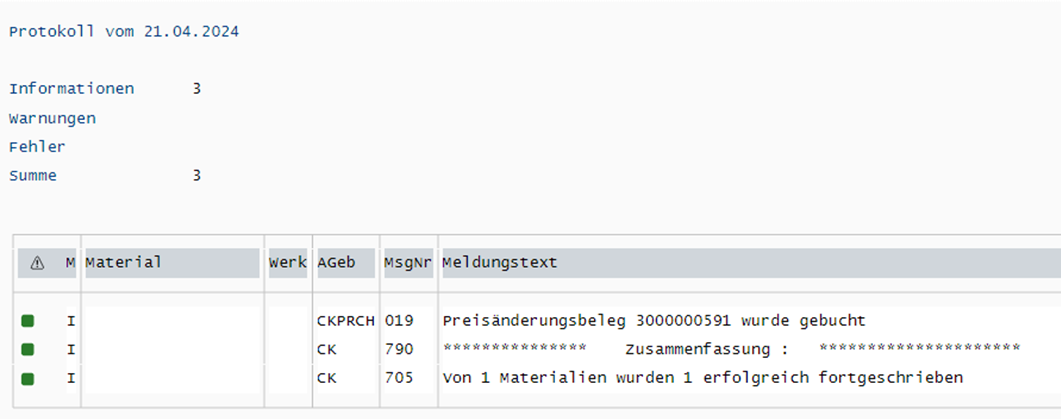 Protokoll vom 21.04.2024
Informationen 3
Warnungen
Fehler
Summe 3
M Material Werk AGeb MsgNr Meldungstext
I CKPRCH 019 Preisänderungsbeleg 3000000591 wurde gebucht
I CK 790 *************** Zusammenfassung : *********************
I CK 705 Von 1 Materialien wurden 1 erfolgreich fortgeschrieben